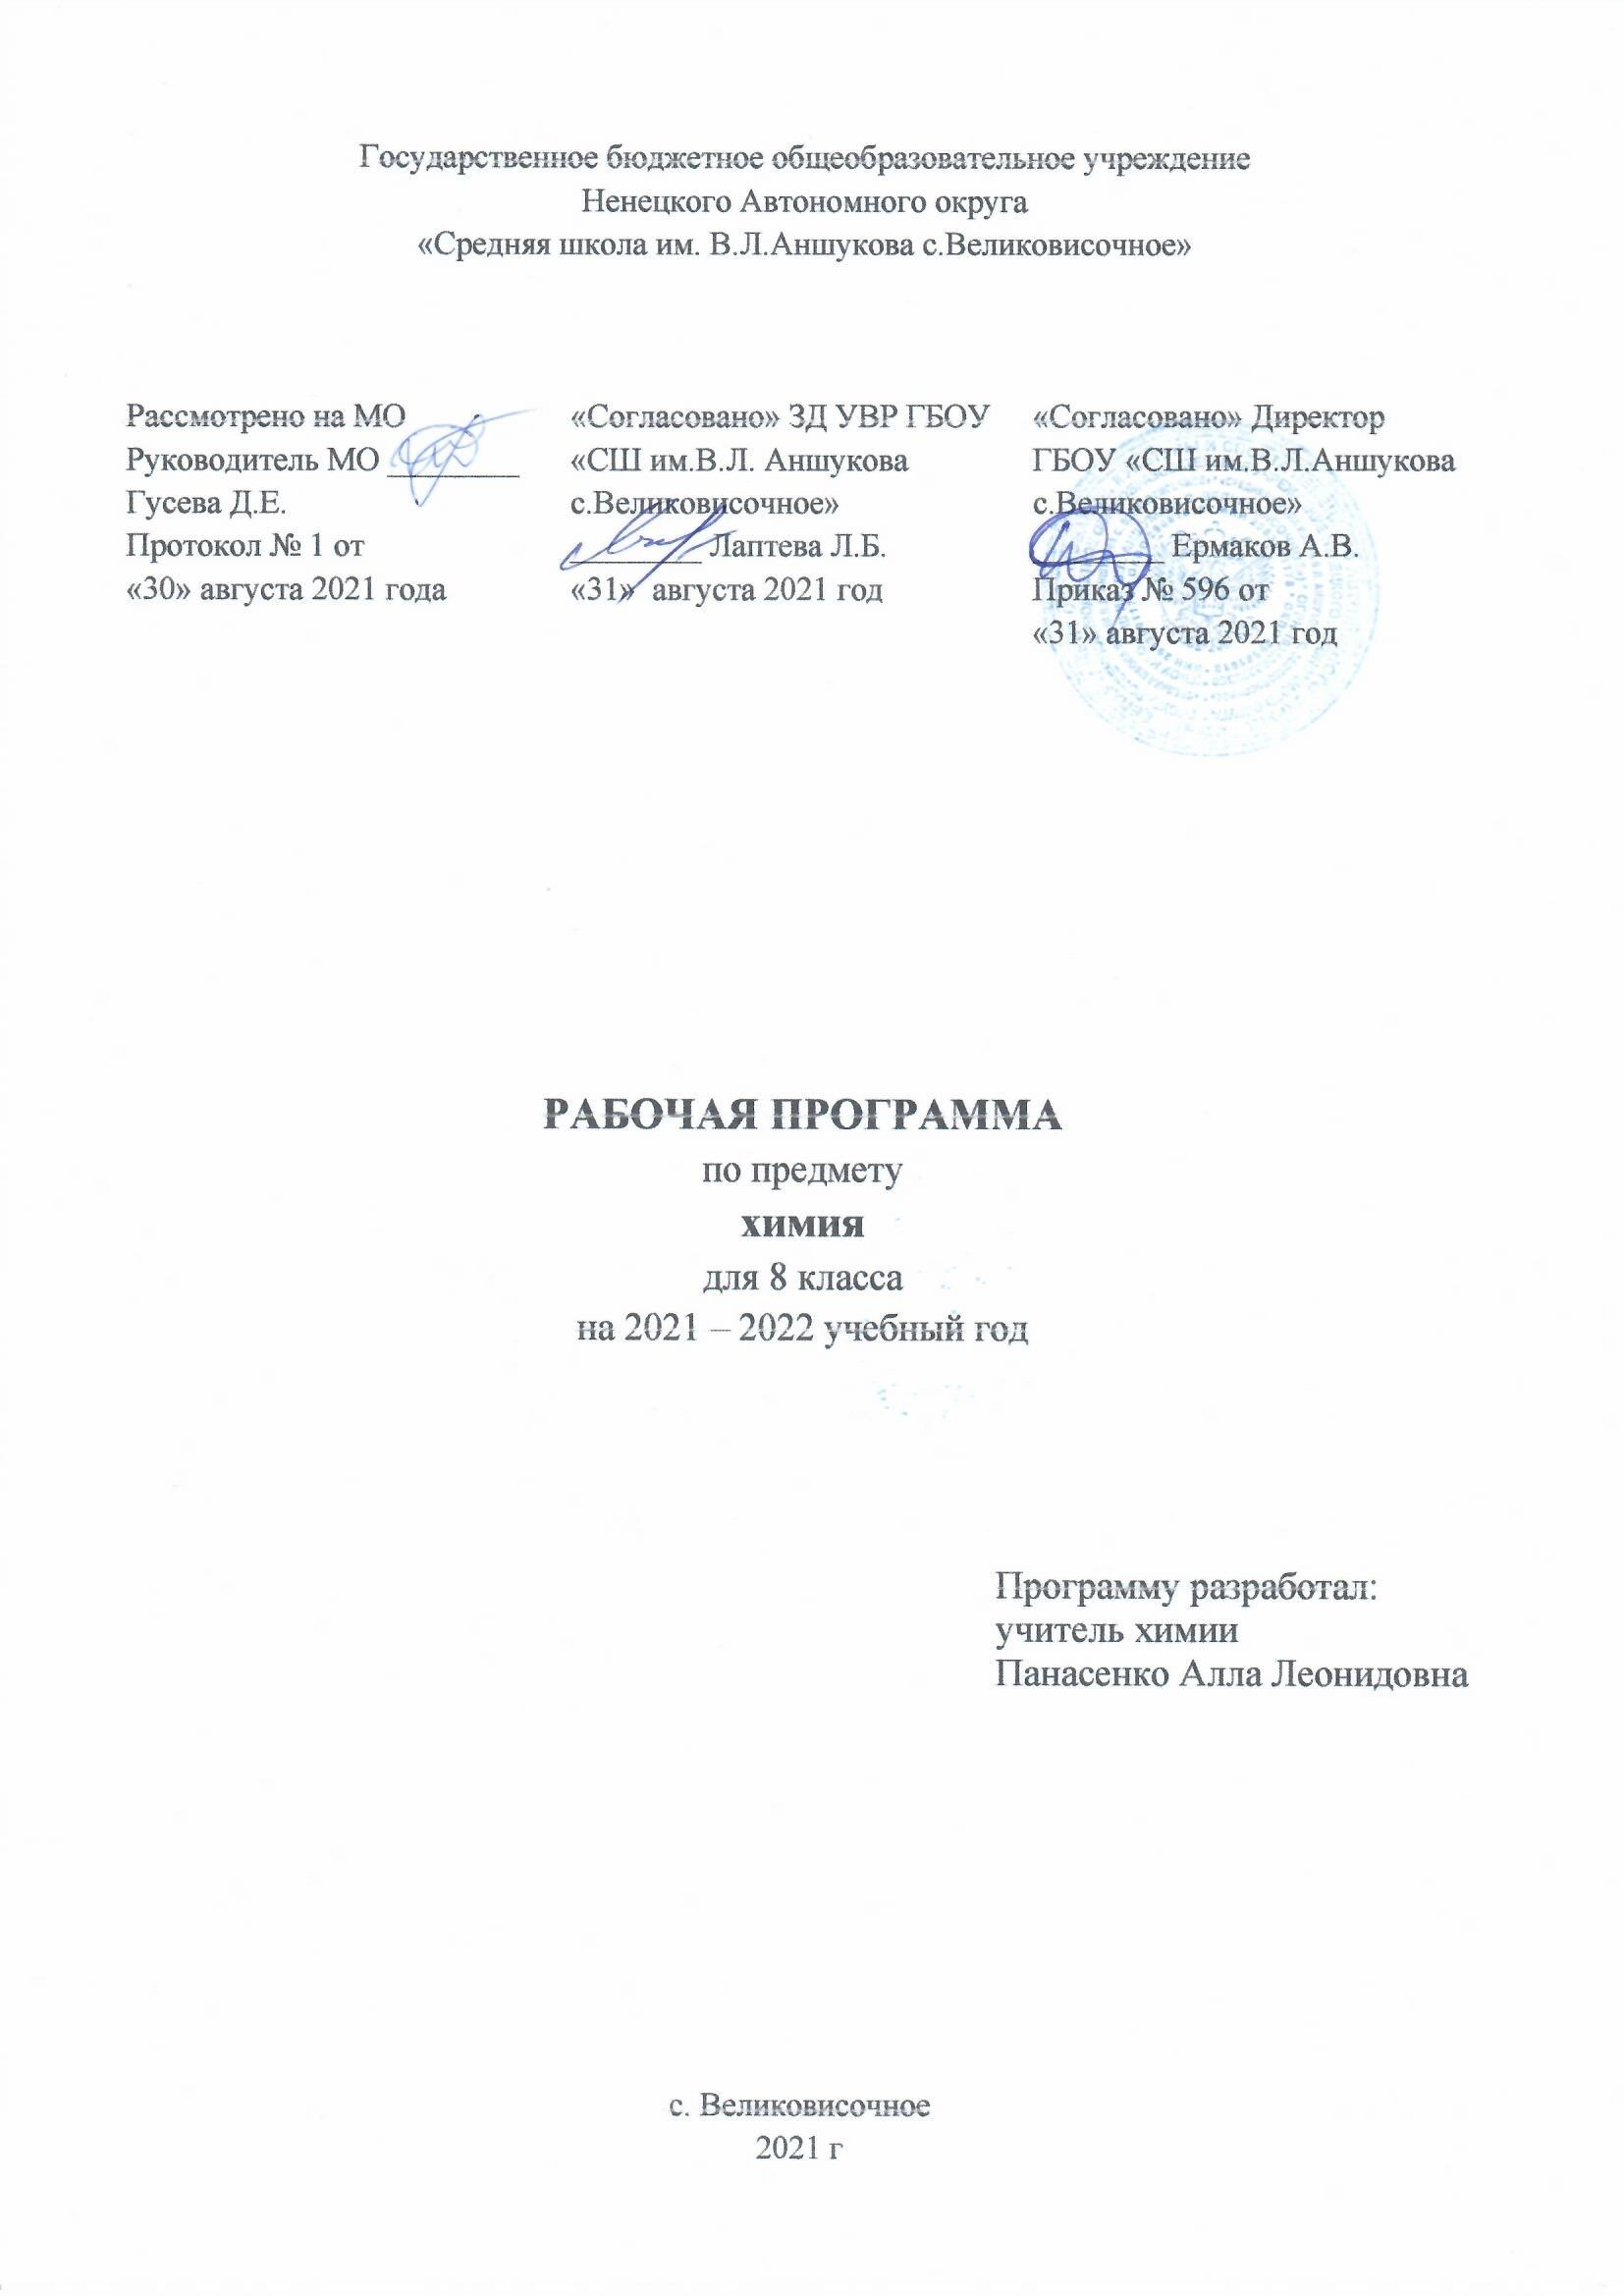 Государственное бюджетное общеобразовательное учреждение
Ненецкого Автономного округа
«Средняя школа им. В.Л.Аншукова с.Великовисочное»
Рассмотрено на МО
Руководитель МО ________
Гусева Д.Е.
Протокол № 1 от
«30» августа 2021 года
«Согласовано» ЗД УВР ГБОУ
«СШ им.В.Л. Аншукова
с.Великовисочное»
________Лаптева Л.Б.
«31» августа 2021 год
«Согласовано» Директор
ГБОУ «СШ им.В.Л.Аншукова
с.Великовисочное»
________ Ермаков А.В.
Приказ № 596 от
«31» августа 2021 год
РАБОЧАЯ ПРОГРАММА
по предмету
химия
для 8 класса
на 2021 – 2022 учебный год
Программу разработал:
учитель химии
Панасенко Алла Леонидовна
с. Великовисочное
2021 г